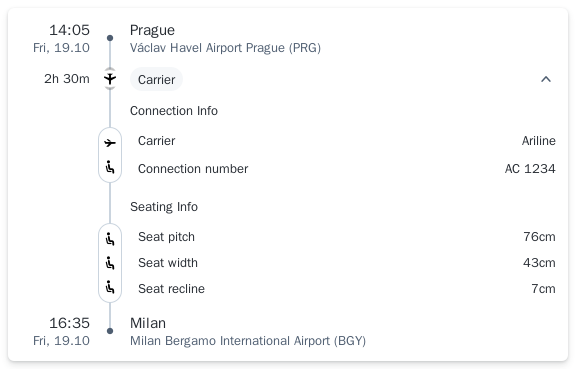 14:05 Prague
Fri, 19.10 Václav Havel Airport Prague (PRG)
2h 30m Carrier
Connection Info
Carrier Ariline
Connection number AC 1234
Seating Info
Seat pitch 76cm
Seat width 43cm
Seat recline 7cm
16:35 Milan
Fri, 19.10 Milan Bergamo International Airport (BGY)